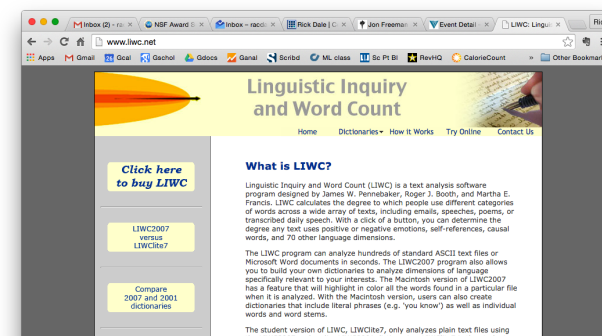 Inbox (2) - ra
NSF Award S
Inbox – racda
Rick Dale | C
Jon Freeman
Event Detail
LIWC: Lingui
Ric
www.liwc.net
Apps Gmail Gcal Gschol Gdocs Ganal Scribd ML class Sc Pt Bl RevHQ CalorieCount » Other Bookmar
Linguistic Inquiry
and Word Count
Home Dictionaries How it Works Try Online Contact Us
Click here
to buy LIWC
LIWC2007
versus
LIWClite7
Compare
2007 and 2001
dictionaries
What is LIWC?
Linguistic Inquiry and Word Count (LIWC) is a text analysis software
program designed by James W. Pennebaker, Roger J. Booth, and Martha E.
Francis. LIWC calculates the degree to which people use different categories
of words across a wide array of texts, including emails, speeches, poems, or
transcribed daily speech. With a click of a button, you can determine the
degree any text uses positive or negative emotions, self-references, causal
words, and 70 other language dimensions.
The LIWC program can analyze hundreds of standard ASCII text files or
Microsoft Word documents in seconds. The LIWC2007 program also allows
you to build your own dictionaries to analyze dimensions of language
specifically relevant to your interests. The Macintosh version of LIWC2007
has a feature that will highlight in color all the words found in a particular file
when it is analyzed. With the Macintosh version, users can also create
dictionaries that include literal phrases (e.g. 'you know') as well as individual
words and word stems.
The student version of LIWC, LIWClite7, only analyzes plain text files using